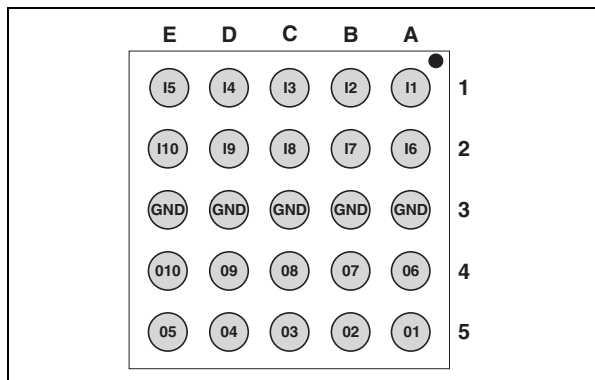 E D C B A
I5 I4 I3 I2 I1 1
I10 I9 I8 I7 I6 2
GND GND GND GND GND 3
010 09 08 07 06 4
05 04 03 02 01 5